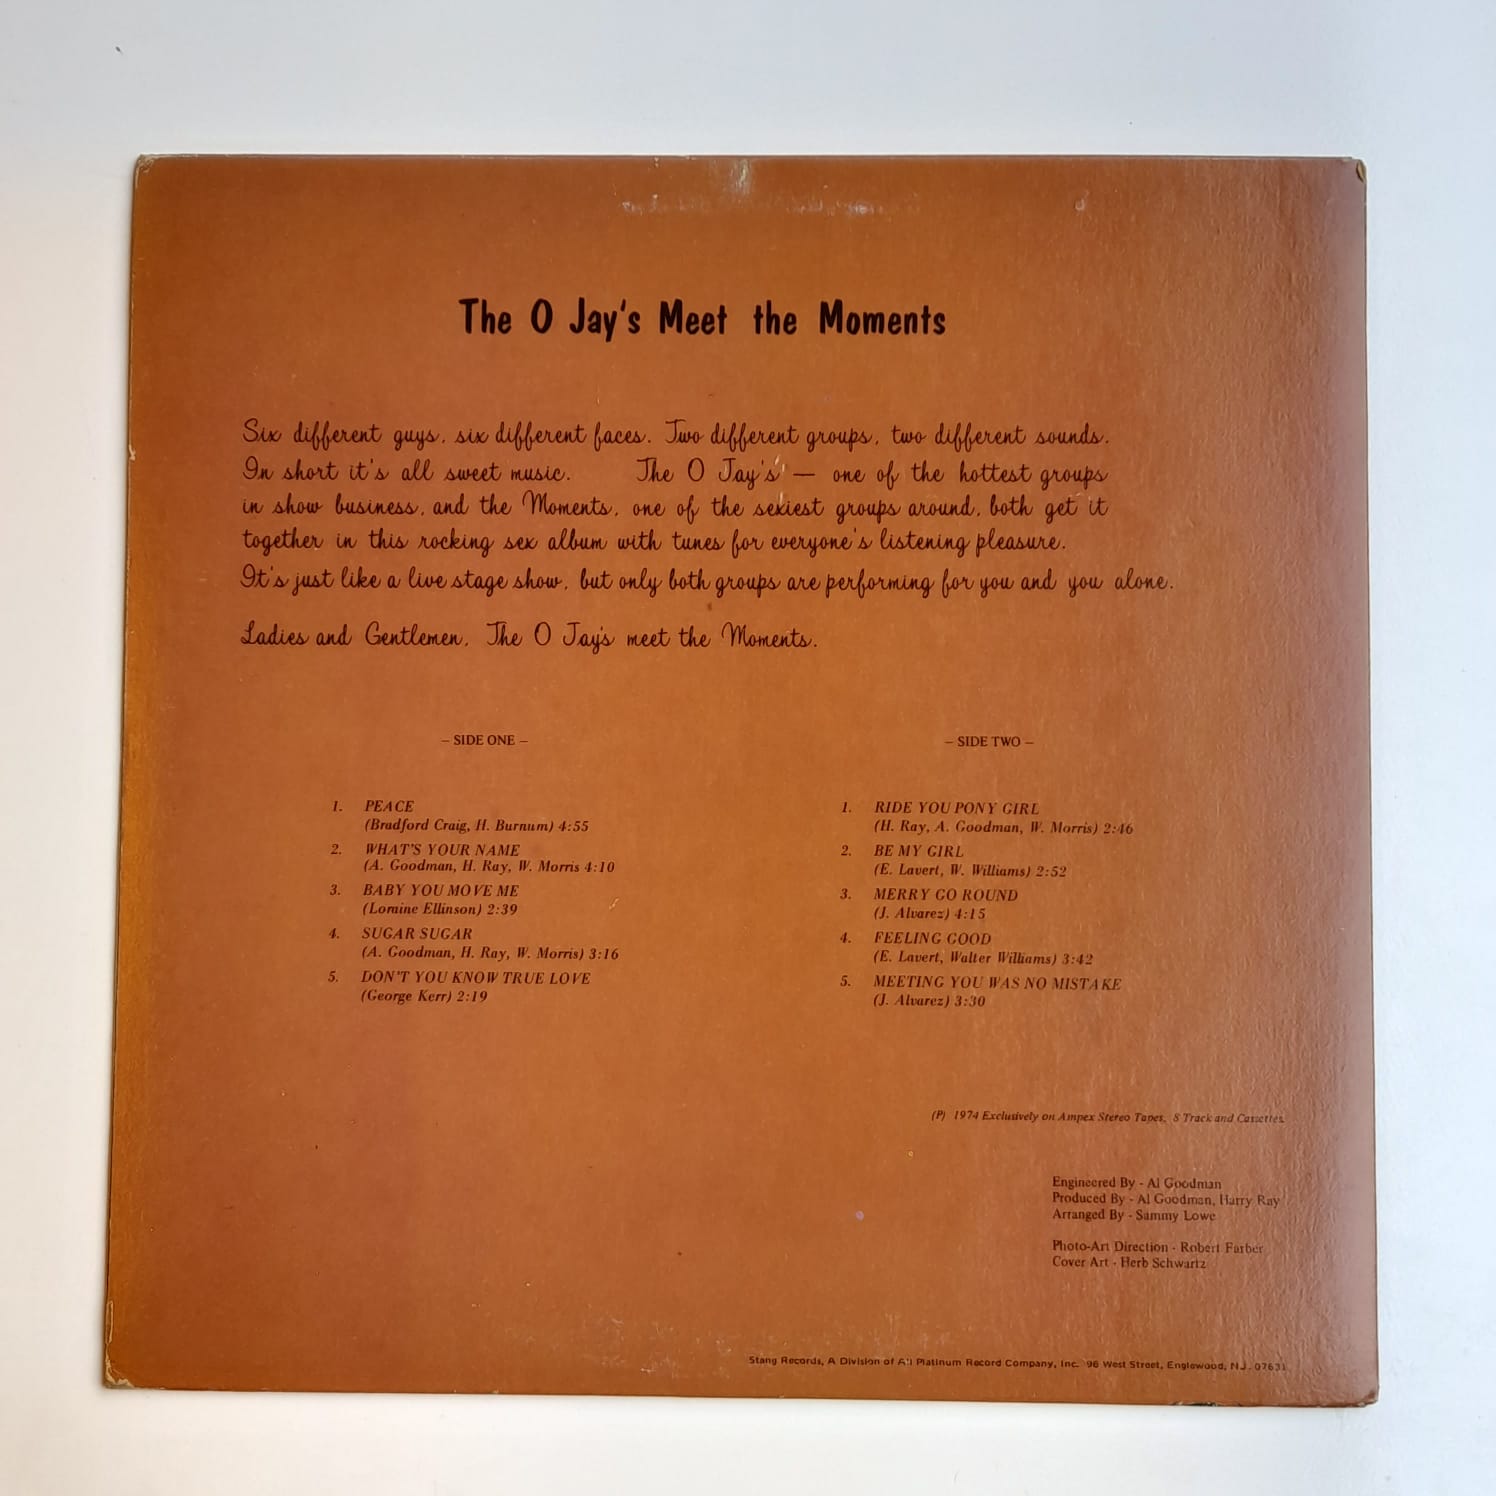 The O Jay's Meet the Moments
Six different guys, six different faces. Two different groups, two different sounds.
In short it's all sweet music. The O Jay's — one of the hottest groups
in show business, and the Moments, one of the sexiest groups around, both get it
together in this rocking sex album with tunes for everyone's listening pleasure.
It's just like a live stage show, but only both groups are performing for you and you alone.
Ladies and Gentlemen, The O Jay's meet the Moments.
– SIDE ONE –
1. PEACE
(Bradford Craig, H. Burnum) 4:55
2. WHAT'S YOUR NAME
(A. Goodman, H. Ray, W. Morris 4:10
3. BABY YOU MOVE ME
(Loraine Ellinson) 2:39
4. SUGAR SUGAR
(A. Goodman, H. Ray, W. Morris) 3:16
5. DON'T YOU KNOW TRUE LOVE
(George Kerr) 2:19
– SIDE TWO –
1. RIDE YOU PONY GIRL
(H. Ray, A. Goodman, W. Morris) 2:46
2. BE MY GIRL
(E. Lavert, W. Williams) 2:52
3. MERRY GO ROUND
(J. Alvarez) 4:15
4. FEELING GOOD
(E. Lavert, Walter Williams) 3:42
5. MEETING YOU WAS NO MISTAKE
(J. Alvarez) 3:30
(P) 1974 Exclusively on Ampex Stereo Tapes, 8 Track and Cassettes.
Engineered By - Al Goodman
Produced By - Al Goodman, Harry Ray
Arranged By - Sammy Lowe
Photo-Art Direction - Robert Farber
Cover Art - Herb Schwartz
Stang Records, A Division of All Platinum Record Company, Inc. 96 West Street, Englewood, N.J. 07631